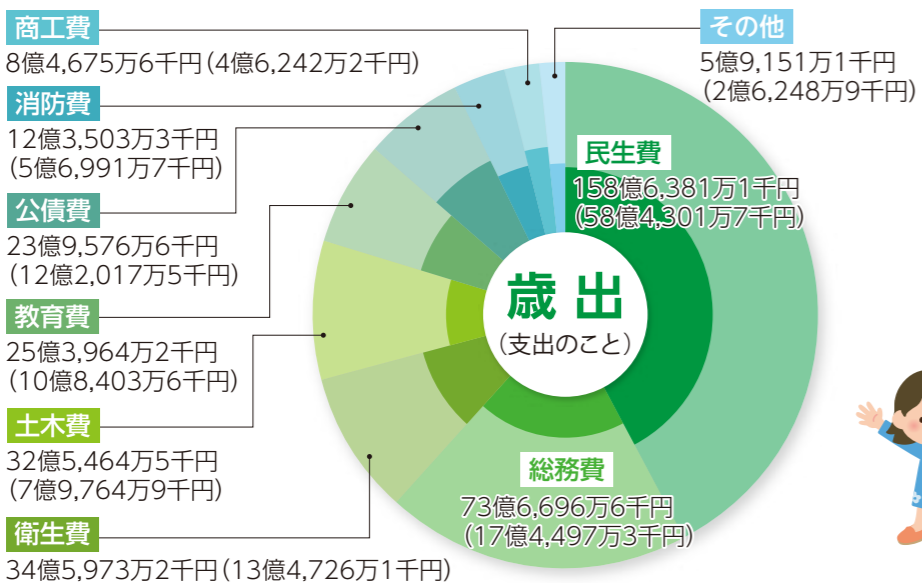 商工費
8億4,675万6千円(4億6,242万2千円)
消防費
12億3,503万3千円
(5億6,991万7千円)
公債費
23億9,576万6千円
(12億2,017万5千円)
教育費
25億3,964万2千円
(10億8,403万6千円)
土木費
32億5,464万5千円
(7億9,764万9千円)
衛生費
34億5,973万2千円(13億4,726万1千円)
その他
5億9,151万1千円
(2億6,248万9千円)
民生費
158億6,381万1千円
(58億4,301万7千円)
歳出
(支出のこと)
総務費
73億6,696万6千円
(17億4,497万3千円)